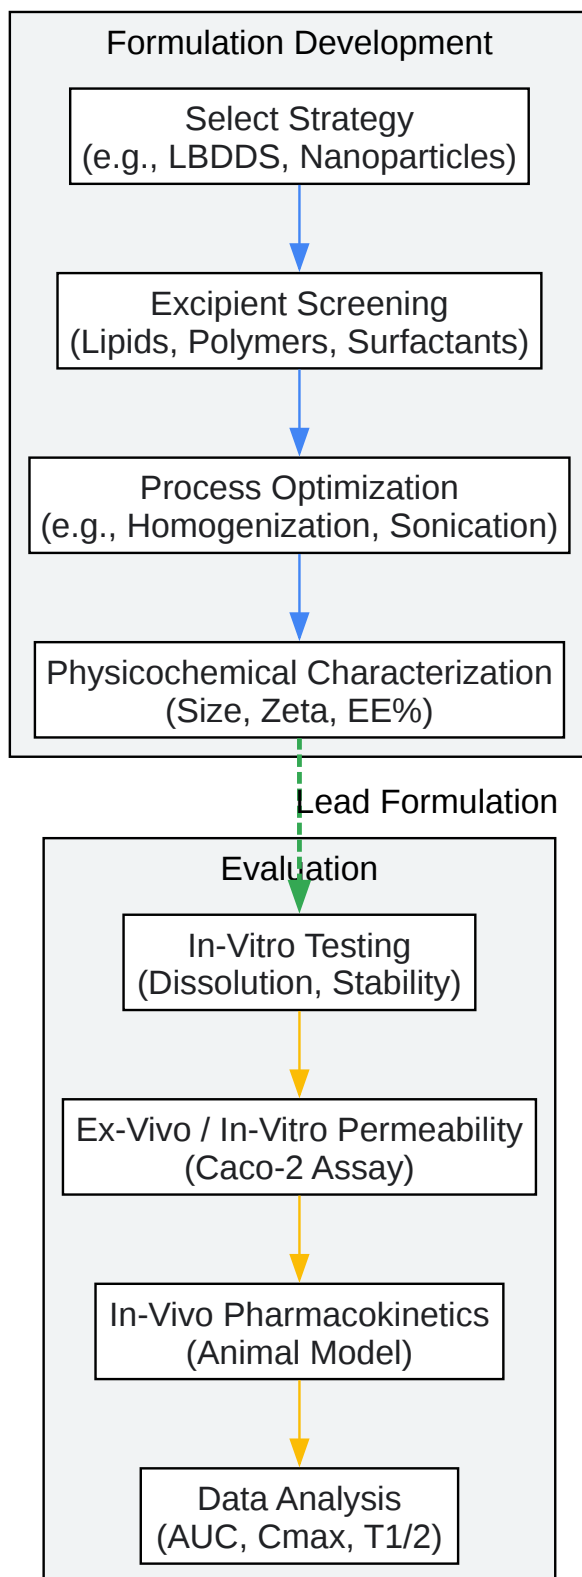 Formulation Development
Select Strategy
(e.g., LBDDS, Nanoparticles)
Excipient Screening
(Lipids, Polymers, Surfactants)
Process Optimization
(e.g., Homogenization, Sonication)
Physicochemical Characterization
(Size, Zeta, EE%)
Lead Formulation
Evaluation
In-Vitro Testing
(Dissolution, Stability)
Ex-Vivo / In-Vitro Permeability
(Caco-2 Assay)
In-Vivo Pharmacokinetics
(Animal Model)
Data Analysis
(AUC, Cmax, T1/2)